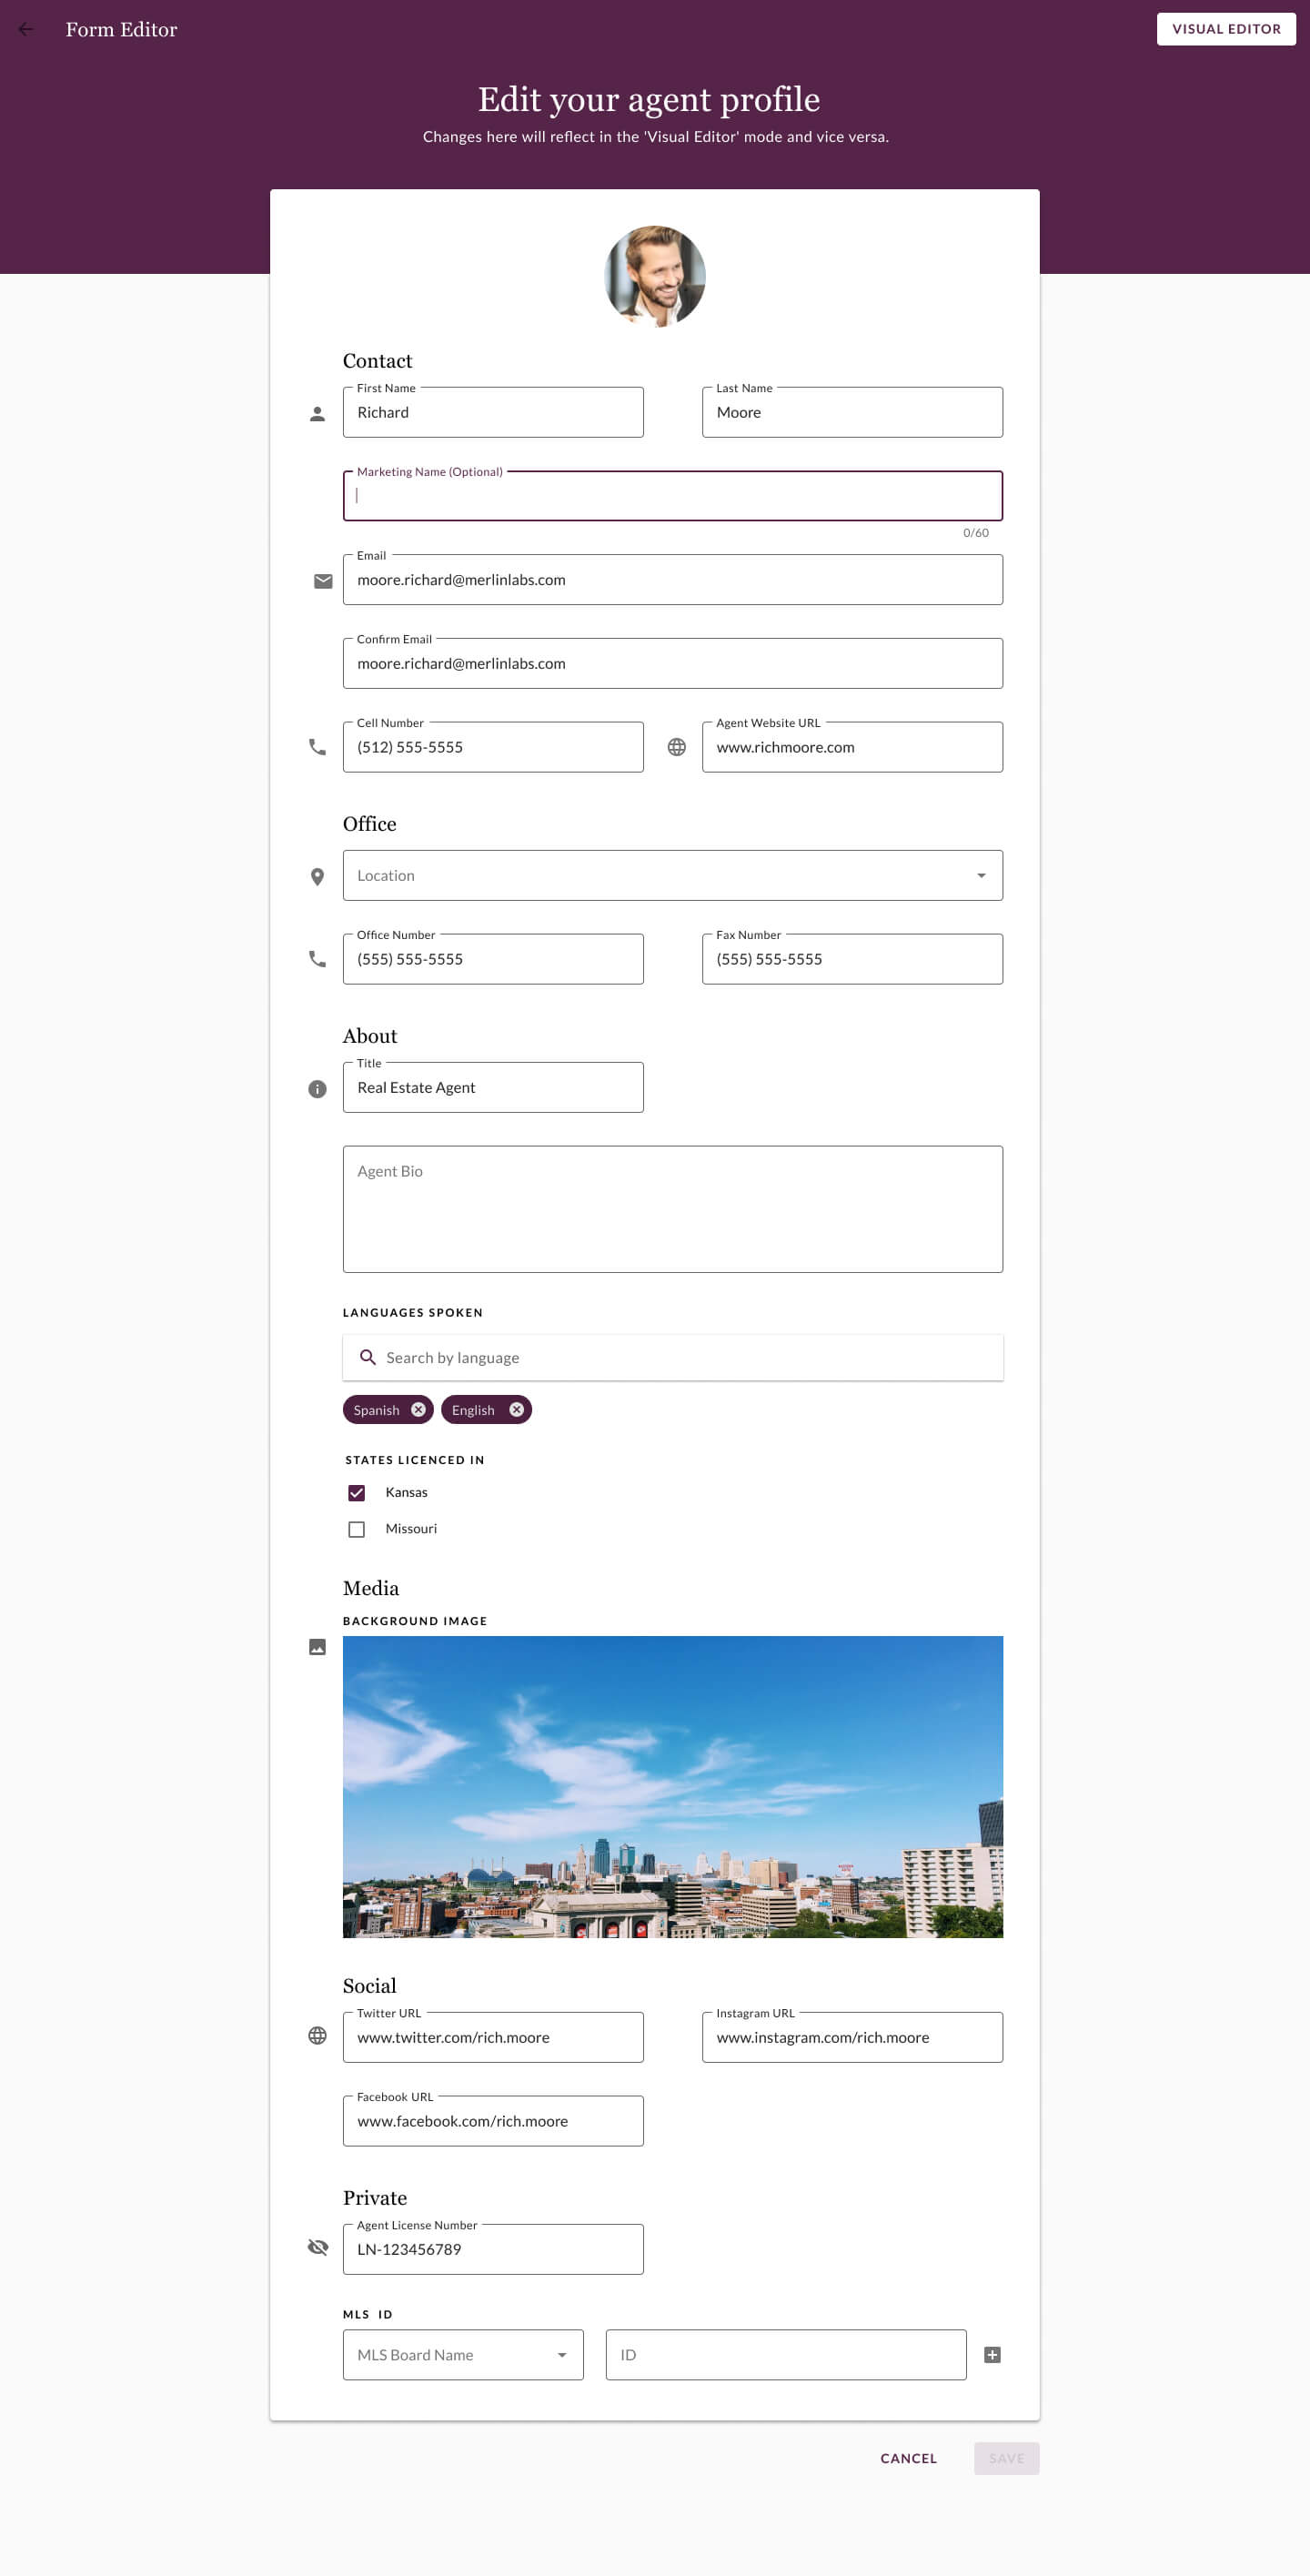 Form Editor
VISUAL EDITOR
Edit your agent profile
Changes here will reflect in the 'Visual Editor' mode and vice versa.
Contact
First Name
Richard
Last Name
Moore
Marketing Name (Optional)
0/60
Email
moore.richard@merlinlabs.com
Confirm Email
moore.richard@merlinlabs.com
Cell Number
(512) 555-5555
Agent Website URL
www.richmoore.com
Office
Location
Office Number
(555) 555-5555
Fax Number
(555) 555-5555
About
Title
Real Estate Agent
Agent Bio
LANGUAGES SPOKEN
Search by language
Spanish
English
STATES LICENCED IN
Kansas
Missouri
Media
BACKGROUND IMAGE
Social
Twitter URL
www.twitter.com/rich.moore
Instagram URL
www.instagram.com/rich.moore
Facebook URL
www.facebook.com/rich.moore
Private
Agent License Number
LN-123456789
MLS ID
MLS Board Name
ID
CANCEL
SAVE